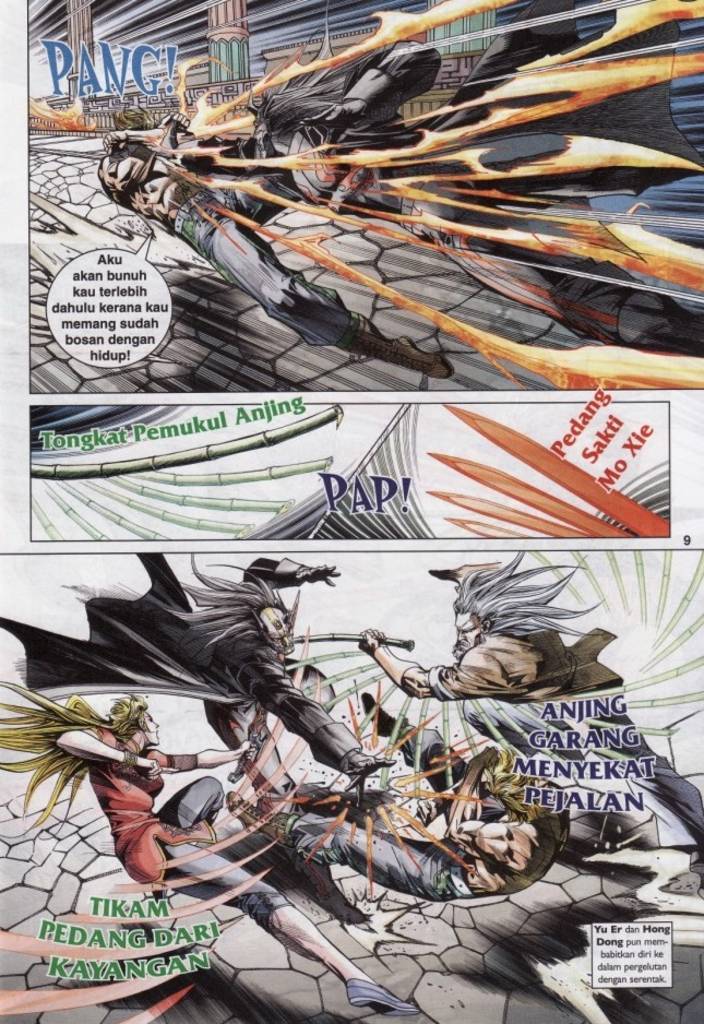 PANG!
Aku
akan bunuh
kau terlebih
dahulu kerana kau
memang sudah
bosan dengan
hidup!
Tongkat Pemukul Anjing
PAP!
Pedang
Sakti
Mo Xie
9
ANJING
GARANG
MENYEKAT
PEJALAN
TIKAM
PEDANG DARI
KAYANGAN
Yu Er dan Hong
Dong pun mem-
babitkan diri ke
dalam pergelutan
dengan serentak.